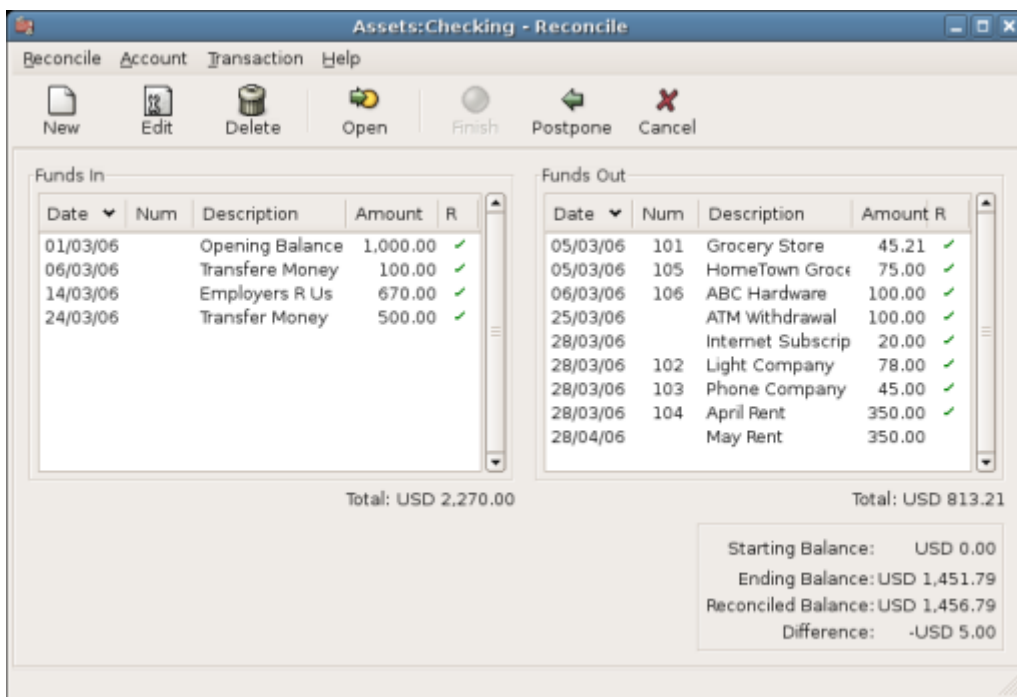 Assets:Checking - Reconcile
Reconcile Account Transaction Help
New Edit Delete Open Finish Postpone Cancel
Funds In
Date Num Description Amount R
01/03/06 Opening Balance 1,000.00
06/03/06 Transfere Money 100.00
14/03/06 Employers R Us 670.00
24/03/06 Transfer Money 500.00
Total: USD 2,270.00
Funds Out
Date Num Description Amount R
05/03/06 101 Grocery Store 45.21
05/03/06 105 HomeTown Groce 75.00
06/03/06 106 ABC Hardware 100.00
25/03/06 ATM Withdrawal 100.00
28/03/06 Internet Subscrip 20.00
28/03/06 102 Light Company 78.00
28/03/06 103 Phone Company 45.00
28/03/06 104 April Rent 350.00
28/04/06 May Rent 350.00
Total: USD 813.21
Starting Balance: USD 0.00
Ending Balance: USD 1,451.79
Reconciled Balance: USD 1,456.79
Difference: -USD 5.00